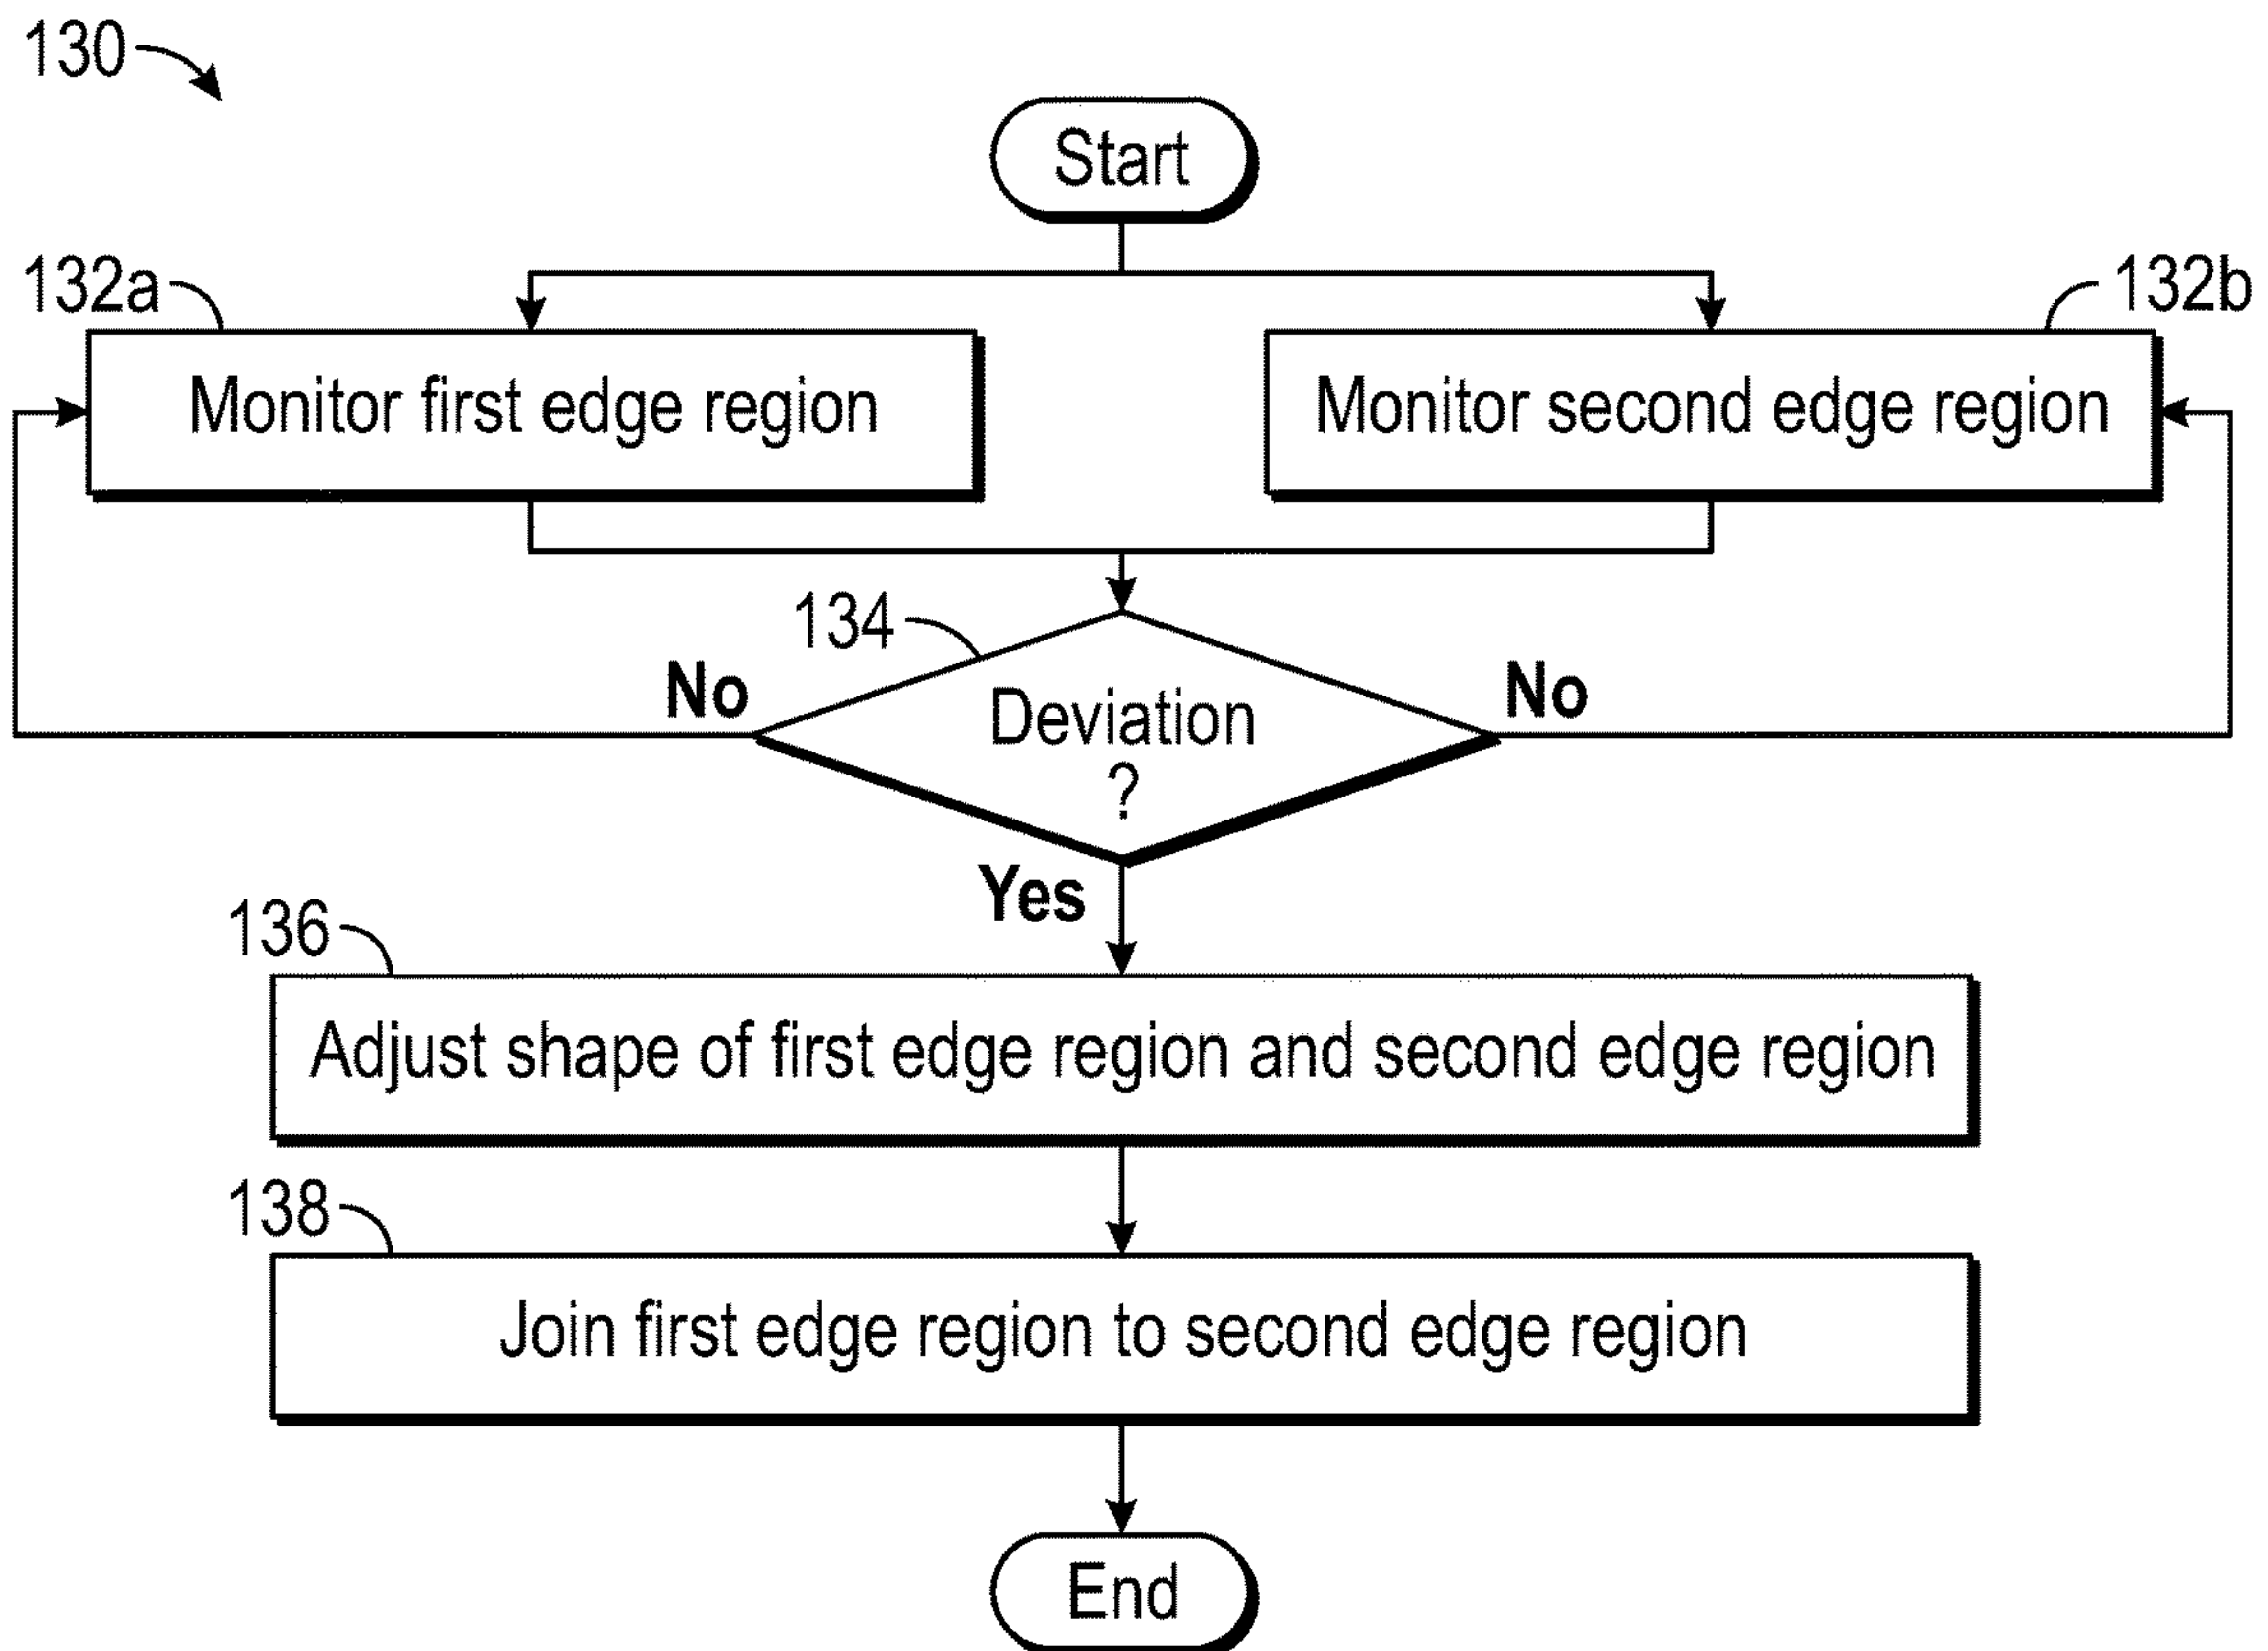 130
Start
132a
132b
Monitor first edge region
Monitor second edge region
134
No
No
Deviation
?
Yes
136
Adjust shape of first edge region and second edge region
138
Join first edge region to second edge region
End